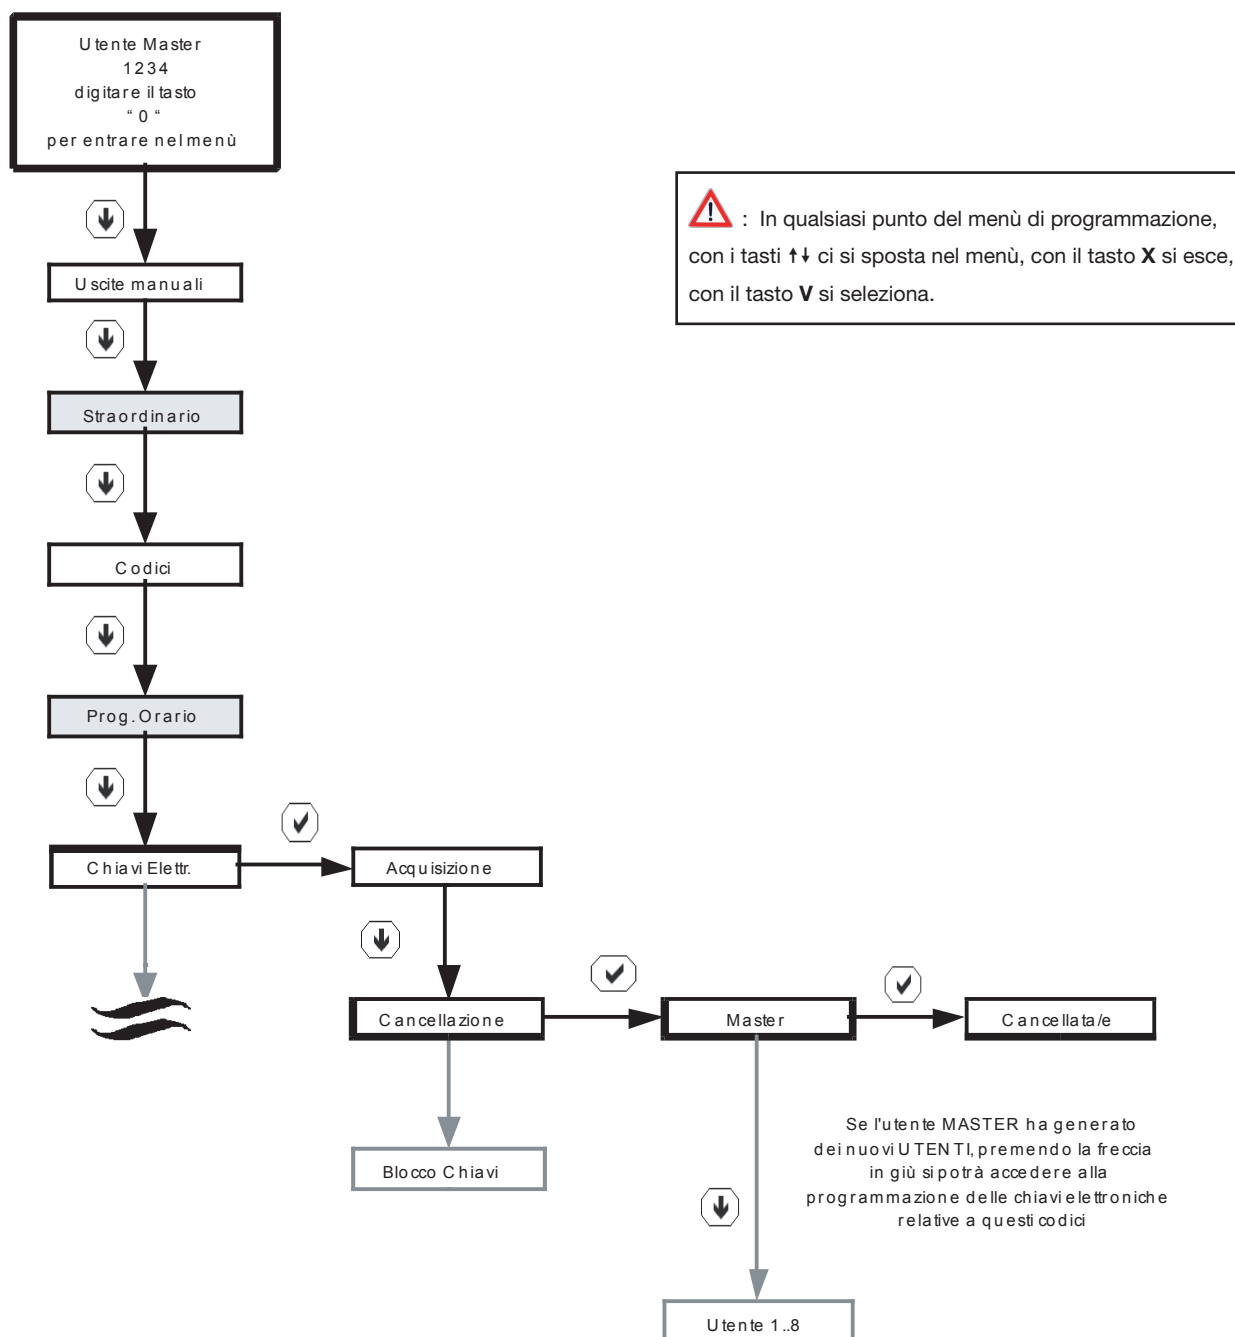 Utente Master
1234
digitare il tasto
“ 0 “
per entrare nel menù
: In qualsiasi punto del menù di programmazione,
con i tasti ↑↓ ci si sposta nel menù, con il tasto X si esce,
con il tasto V si seleziona.
Uscite manuali
Straordinario
Codici
Prog. Orario
Chiavi Elettr.
Acquisizione
Cancellazione
Master
Cancellata/e
Blocco Chiavi
Se l'utente MASTER ha generato
dei nuovi UTENTI, premendo la freccia
in giù si potrà accedere alla
programmazione delle chiavi elettroniche
relative a questi codici
Utente 1..8